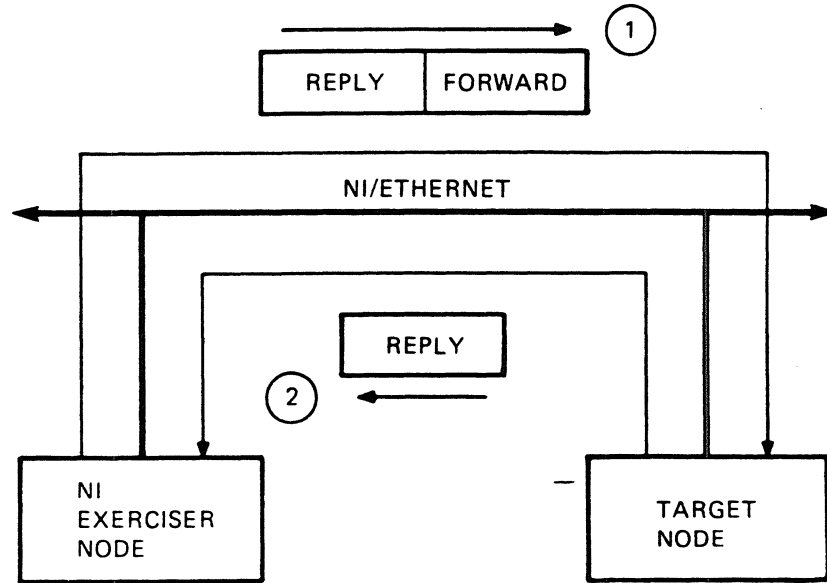 1
REPLY FORWARD
NI/ETHERNET
REPLY
2
NI
EXERCISER
NODE
TARGET
NODE